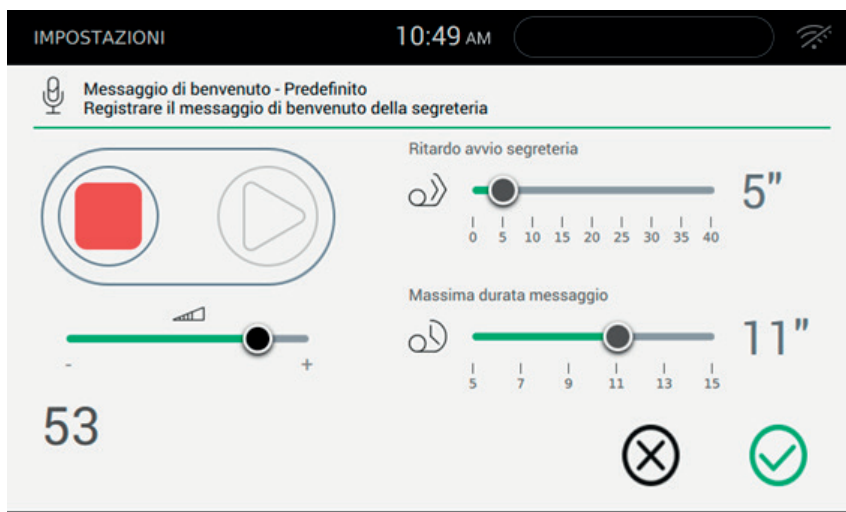 IMPOSTAZIONI
10:49 AM
Messaggio di benvenuto - Predefinito
Registrare il messaggio di benvenuto della segreteria
Ritardo avvio segreteria
5"
0 5 10 15 20 25 30 35 40
- +
Massima durata messaggio
11"
5 7 9 11 13 15
53